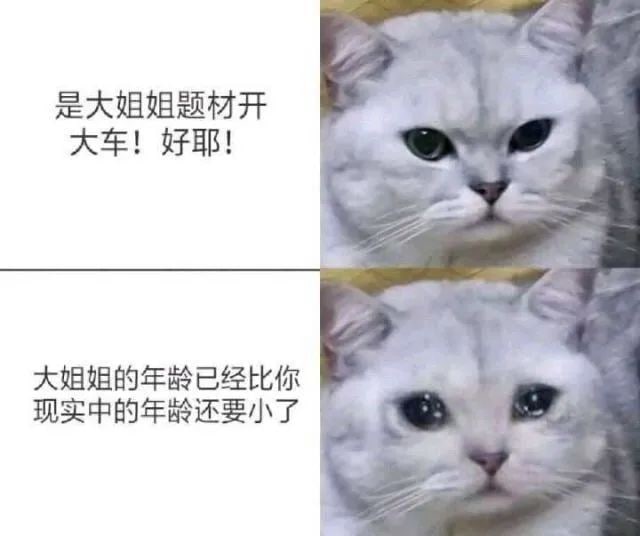 是大姐姐题材开
大车！好耶！
大姐姐的年龄已经比你
现实中的年龄还要小了